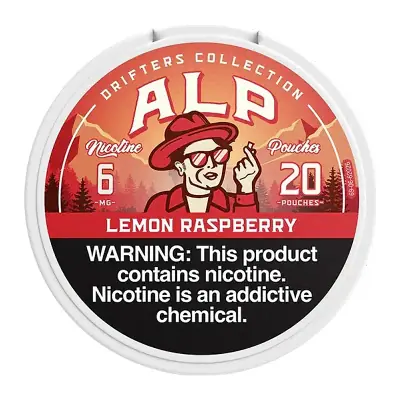 DRIFTERS COLLECTION
ALP
Nicotine
Pouches
6
-MG-
20
-POUCHES-
LEMON RASPBERRY
WARNING: This product
contains nicotine.
Nicotine is an addictive
chemical.